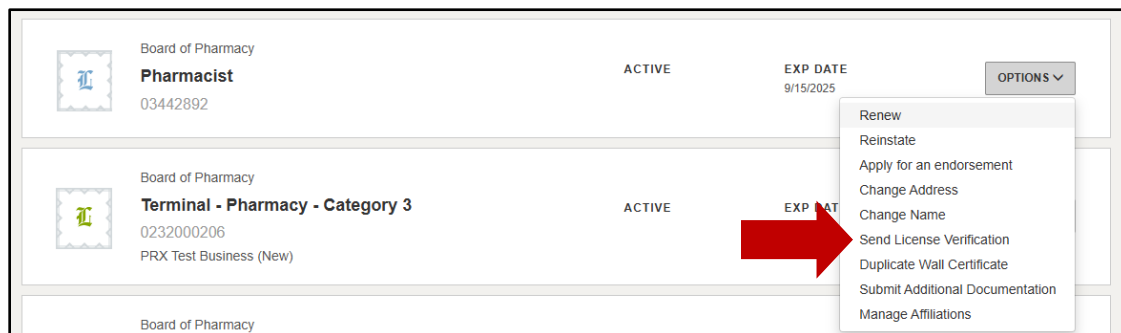 Board of Pharmacy
Pharmacist
03442892
ACTIVE
EXP DATE
9/15/2025
OPTIONS
Renew
Reinstate
Apply for an endorsement
Change Address
Change Name
Send License Verification
Duplicate Wall Certificate
Submit Additional Documentation
Manage Affiliations
L
Board of Pharmacy
Terminal - Pharmacy - Category 3
0232000206
PRX Test Business (New)
ACTIVE
EXP
L
Board of Pharmacy